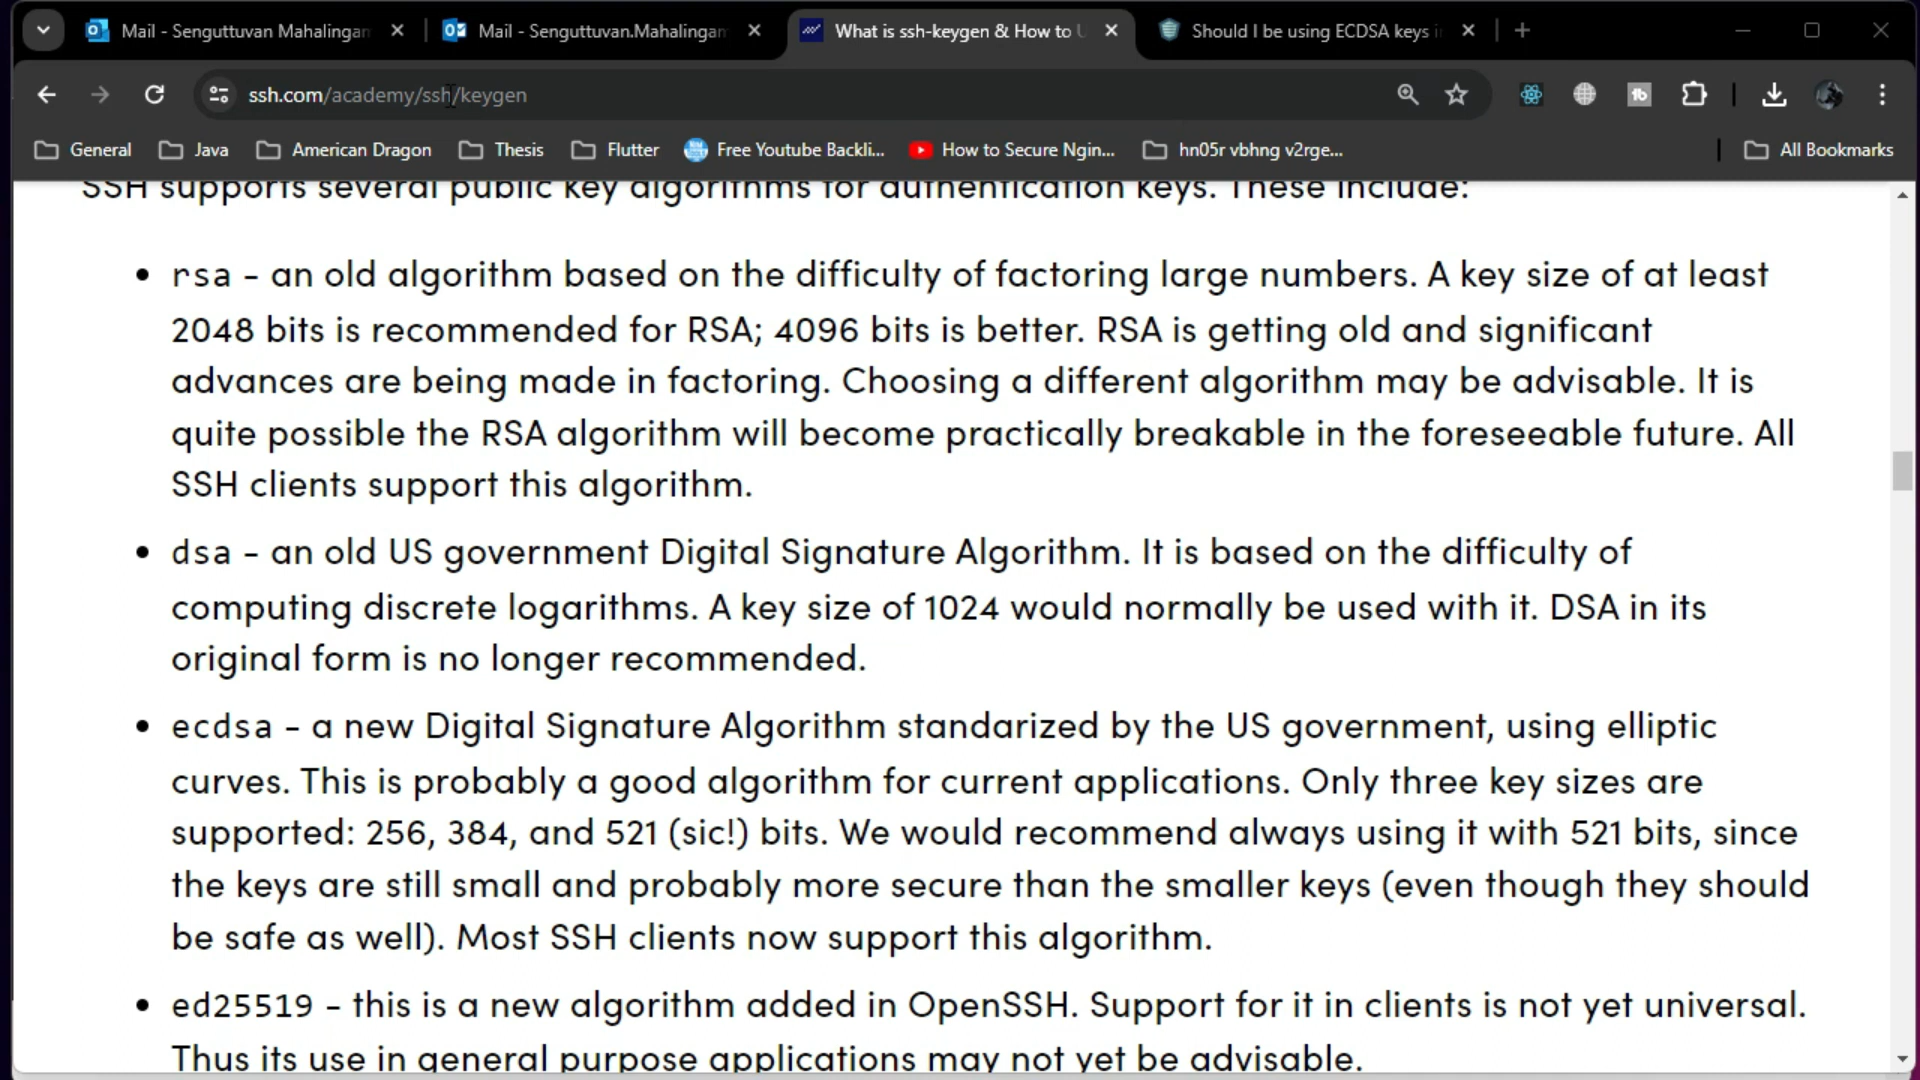 Mail - Senguttuvan Mahalingam
Mail - Senguttuvan.Mahalingam
What is ssh-keygen & How to U
Should I be using ECDSA keys i
ssh.com/academy/ssh/keygen
General
Java
American Dragon
Thesis
Flutter
Free Youtube Backli...
How to Secure Ngin...
hn05r vbhng v2rge...
All Bookmarks
SSH supports several public key algorithms for authentication keys. These include:
• rsa - an old algorithm based on the difficulty of factoring large numbers. A key size of at least
2048 bits is recommended for RSA; 4096 bits is better. RSA is getting old and significant
advances are being made in factoring. Choosing a different algorithm may be advisable. It is
quite possible the RSA algorithm will become practically breakable in the foreseeable future. All
SSH clients support this algorithm.
• dsa - an old US government Digital Signature Algorithm. It is based on the difficulty of
computing discrete logarithms. A key size of 1024 would normally be used with it. DSA in its
original form is no longer recommended.
• ecdsa - a new Digital Signature Algorithm standarized by the US government, using elliptic
curves. This is probably a good algorithm for current applications. Only three key sizes are
supported: 256, 384, and 521 (sic!) bits. We would recommend always using it with 521 bits, since
the keys are still small and probably more secure than the smaller keys (even though they should
be safe as well). Most SSH clients now support this algorithm.
• ed25519 - this is a new algorithm added in OpenSSH. Support for it in clients is not yet universal.
Thus its use in general purpose applications may not yet be advisable.